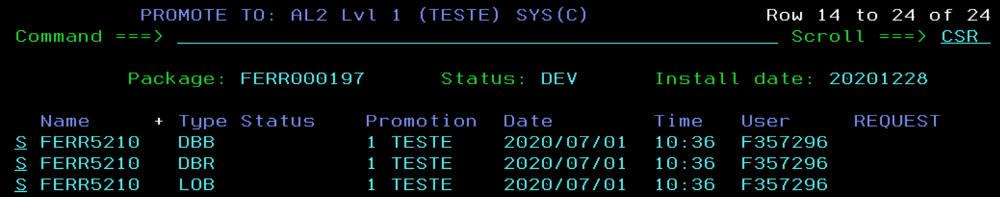 PROMOTE TO: AL2 Lvl 1 (TESTE) SYS(C) Row 14 to 24 of 24
Command ===> ______ Scroll ===> CSR
Package: FERR000197 Status: DEV Install date: 20201228
Name + Type Status Promotion Date Time User REQUEST
S FERR5210 DBB 1 TESTE 2020/07/01 10:36 F357296
S FERR5210 DBR 1 TESTE 2020/07/01 10:36 F357296
S FERR5210 LOB 1 TESTE 2020/07/01 10:36 F357296